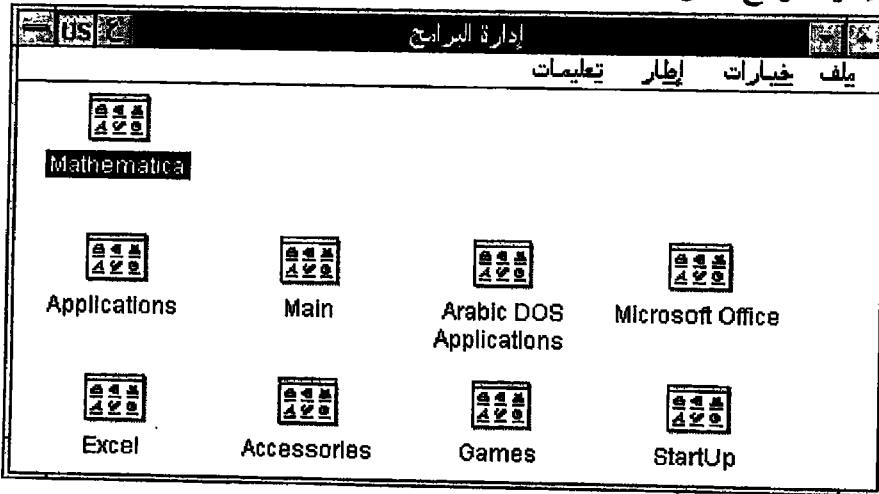 US
إدارة البرامج
ملف خيارات إطار تعليمات
Mathematica
Applications
Main
Arabic DOS
Applications
Microsoft Office
Excel
Accessories
Games
StartUp